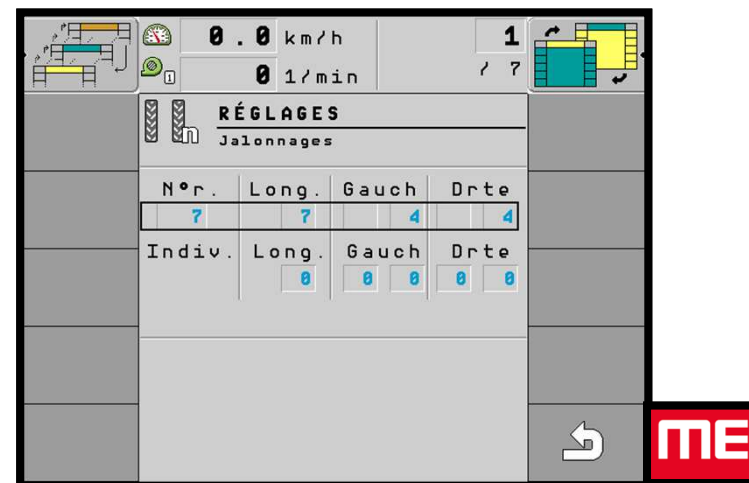 0.0 km/h 1
1 0 1/min / 7
n RÉGLAGES
Jalonnages
N°r. Long. Gauch Drte
7 7 4 4
Indiv. Long. Gauch Drte
0 0 0 0 0
ME